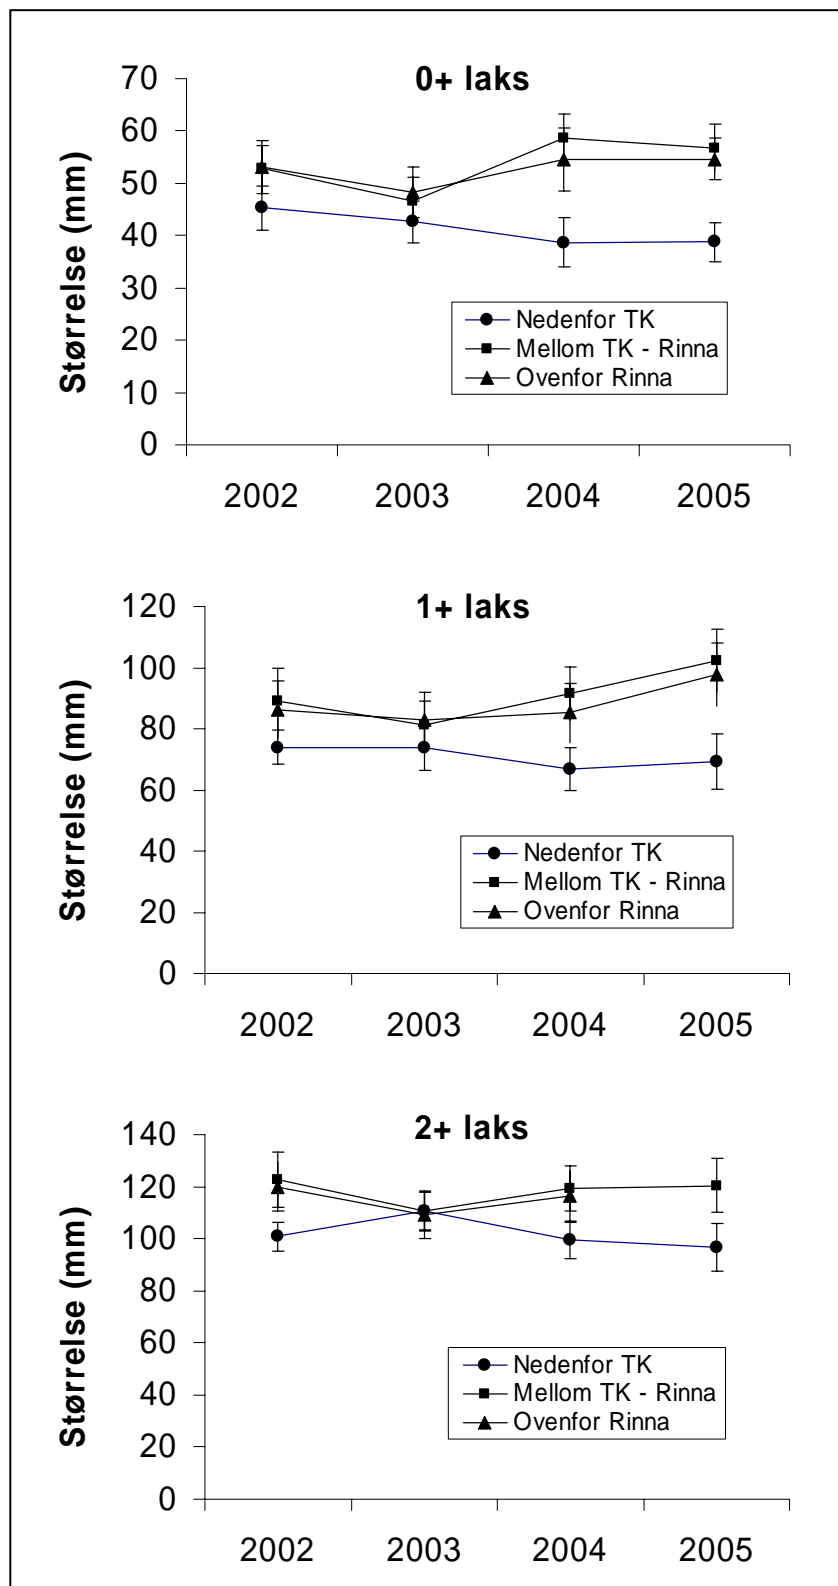 0+ laks
Størrelse (mm)
70
60
50
40
30
20
10
0
Nedenfor TK
Mellom TK - Rinna
Ovenfor Rinna
2002 2003 2004 2005
1+ laks
Størrelse (mm)
120
100
80
60
40
20
0
Nedenfor TK
Mellom TK - Rinna
Ovenfor Rinna
2002 2003 2004 2005
2+ laks
Størrelse (mm)
140
120
100
80
60
40
20
0
Nedenfor TK
Mellom TK - Rinna
Ovenfor Rinna
2002 2003 2004 2005